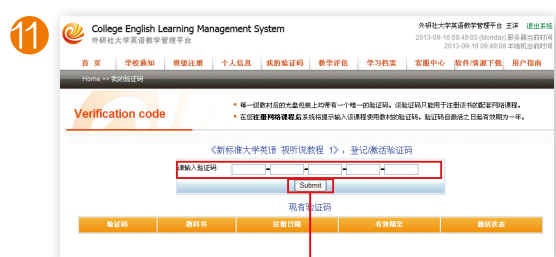 11
College English Learning Management System
外研社大学英语教学管理平台
外研社大学英语教学管理平台 王洋 退出系统
2013-09-16 09:49:03 (Monday) 服务器当前时间
2013-09-16 09:49:08 本地机当前时间
首 页 学校通知 班级注册 个人信息 我的验证码 教学评估 学习档案 客服中心 软件/资源下载 用户指南
Home >> 我的验证码
Verification code
• 每一级教材后的光盘包装上均带有一个唯一的验证码。该验证码只能用于注册该书的配套网络课程。
• 在您注册网络课程后系统将提示输入该课程使用教材的验证码。验证码自激活之日起有效期为一年。
《新标准大学英语 视听说教程 1》，登记/激活验证码
请输入验证码: - - - -
Submit
现有验证码
验证码 教科书 注册日期 有效期至 激活状态